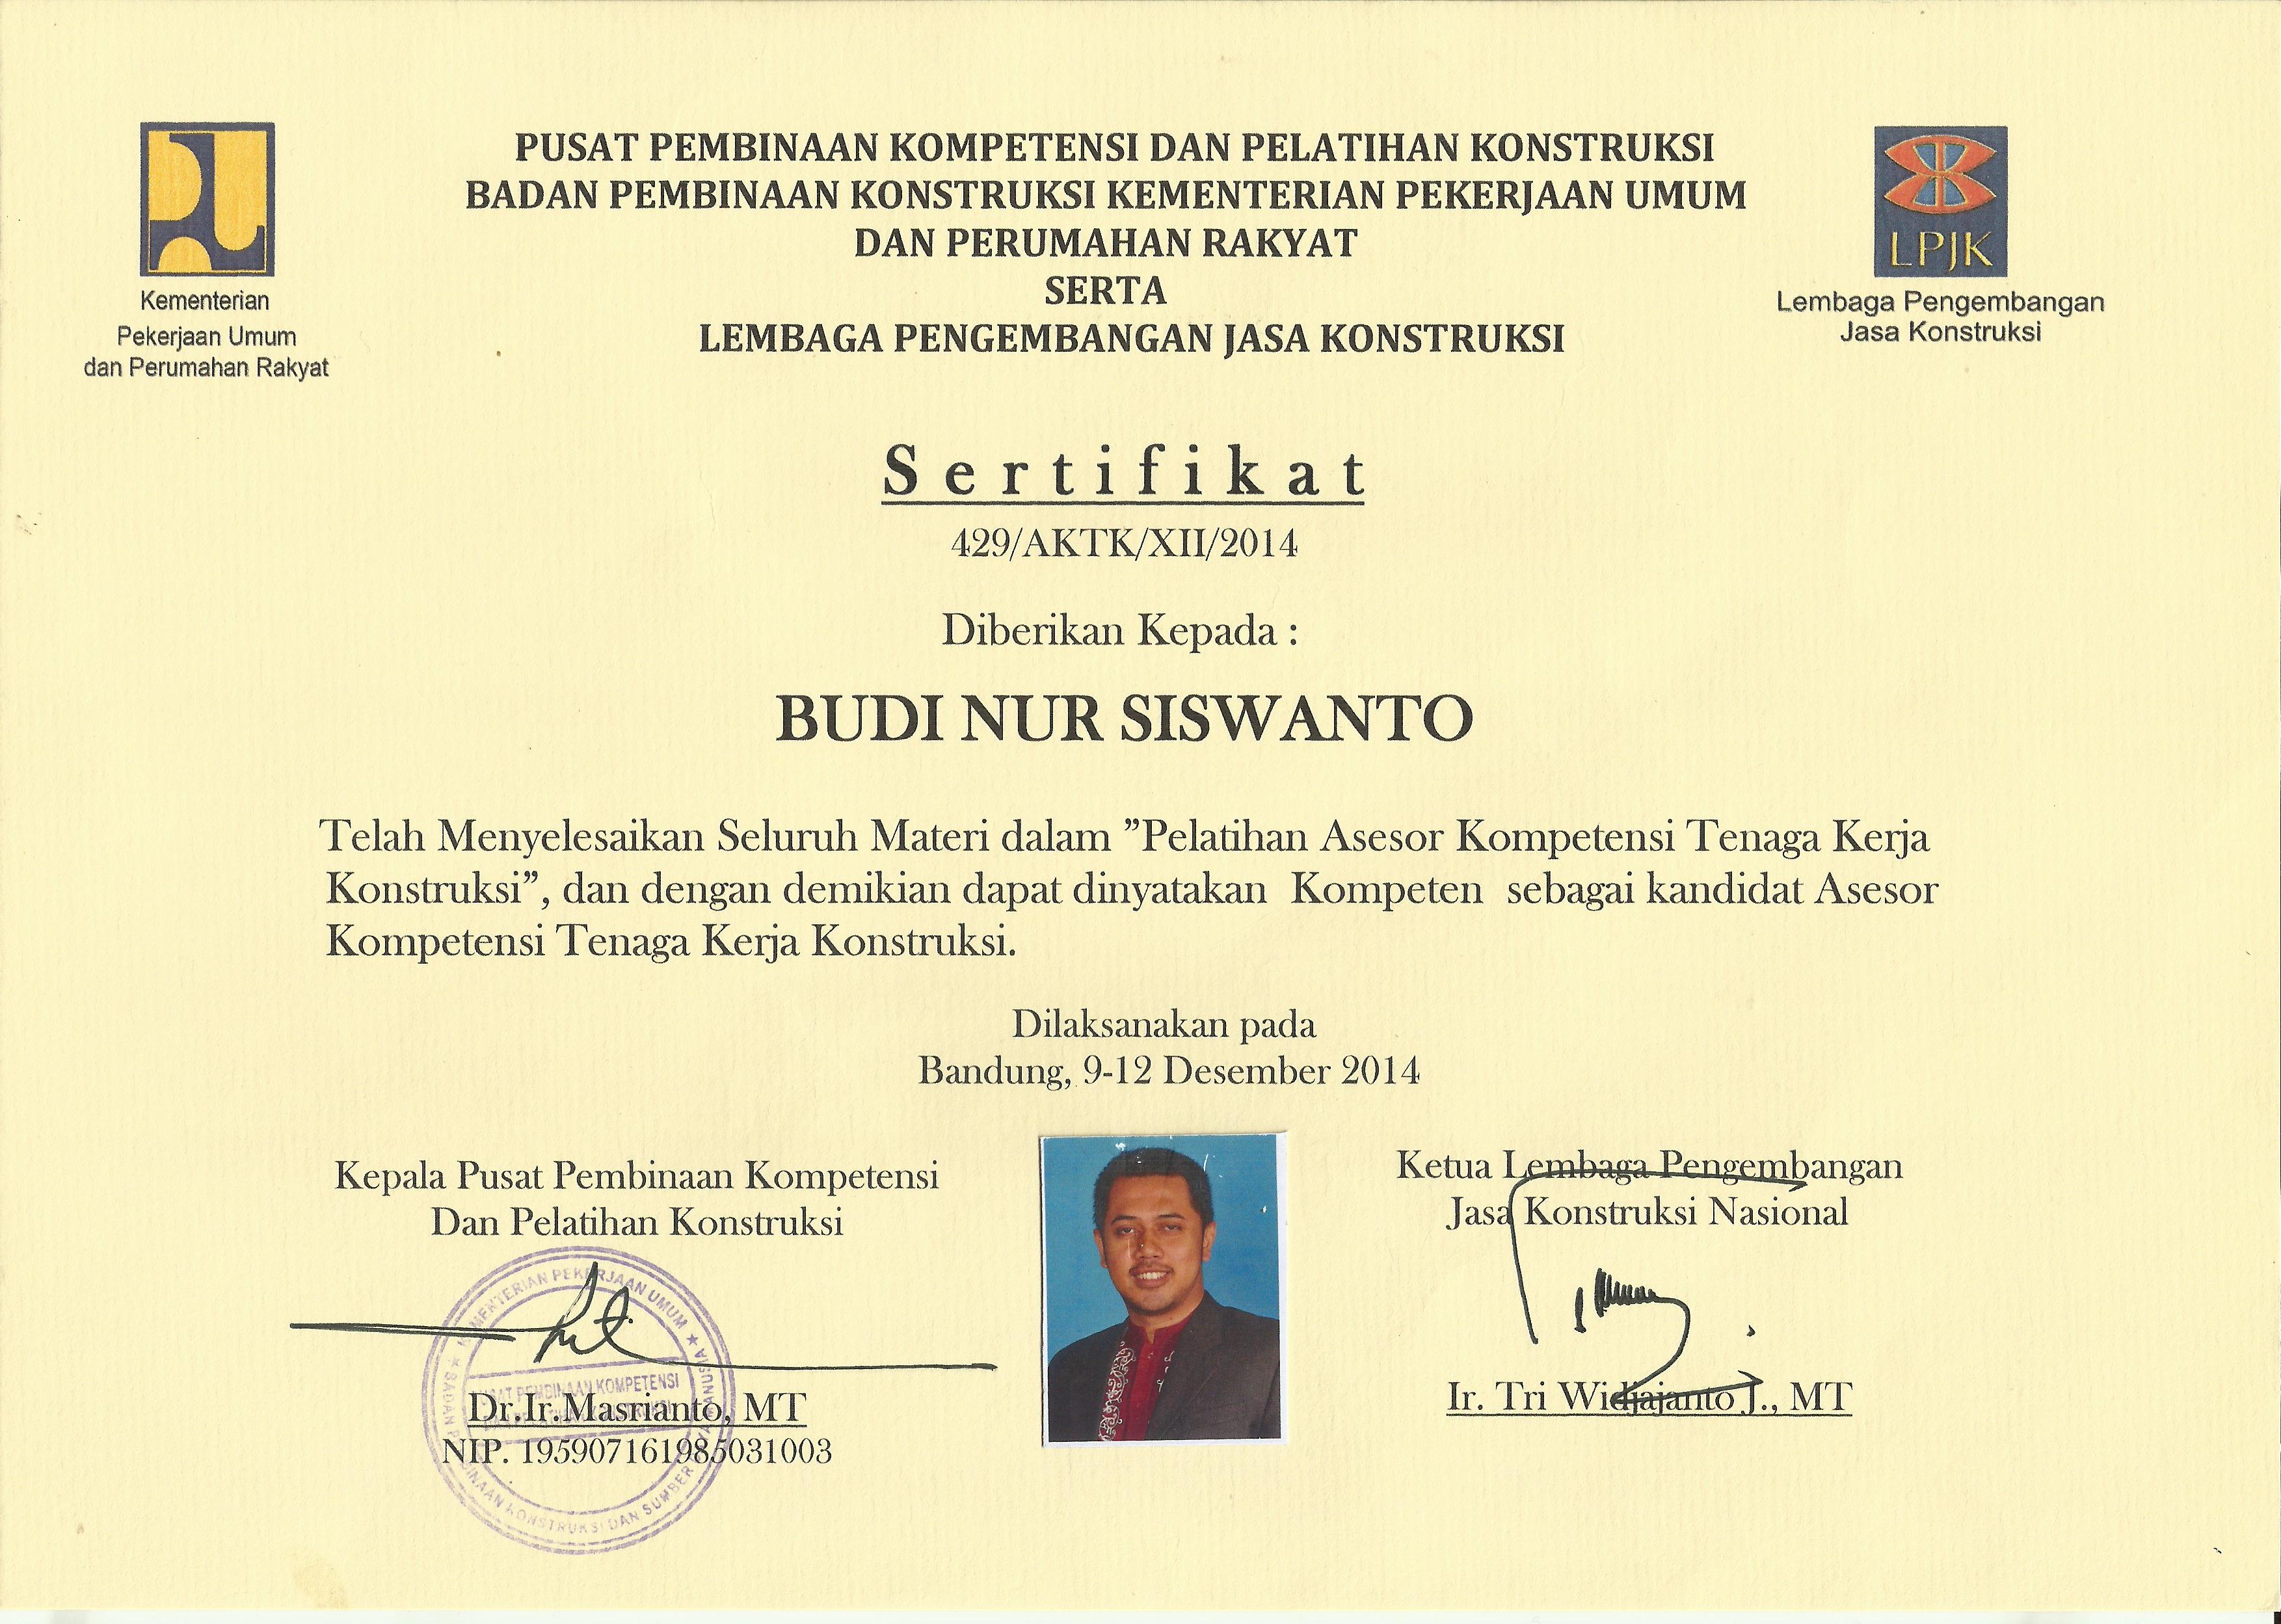 PUSAT PEMBINAAN KOMPETENSI DAN PELATIHAN KONSTRUKSI
BADAN PEMBINAAN KONSTRUKSI KEMENTERIAN PEKERJAAN UMUM
DAN PERUMAHAN RAKYAT
SERTA
LEMBAGA PENGEMBANGAN JASA KONSTRUKSI
Kementerian
Pekerjaan Umum
dan Perumahan Rakyat
LPJK
Lembaga Pengembangan
Jasa Konstruksi
Sertifikat
429/AKTK/XII/2014
Diberikan Kepada :
BUDI NUR SISWANTO
Telah Menyelesaikan Seluruh Materi dalam ”Pelatihan Asesor Kompetensi Tenaga Kerja
Konstruksi”, dan dengan demikian dapat dinyatakan Kompeten sebagai kandidat Asesor
Kompetensi Tenaga Kerja Konstruksi.
Dilaksanakan pada
Bandung, 9-12 Desember 2014
Kepala Pusat Pembinaan Kompetensi
Dan Pelatihan Konstruksi
KEMENTERIAN PEKERJAAN UMUM
PUSAT PEMBINAAN KOMPETENSI
BADAN PEMBINAAN KONSTRUKSI DAN SUMBER MANUSIA
Dr.Ir.Masrianto, MT
NIP. 195907161985031003
Ketua Lembaga Pengembangan
Jasa Konstruksi Nasional
Ir. Tri Widjajanto J., MT